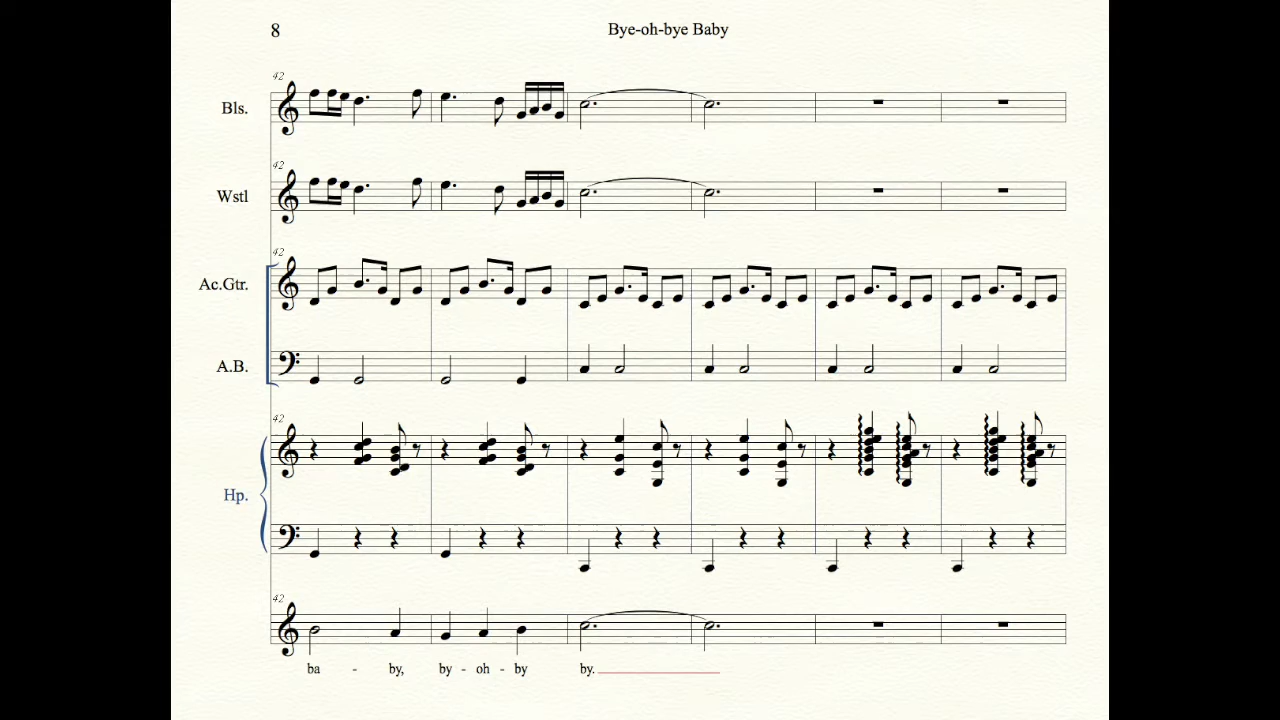 8 Bye-oh-bye Baby
42
Bls.
42
Wstl
42
Ac.Gtr.
A.B.
42
Hp.
42
ba - by, by - oh - by by.